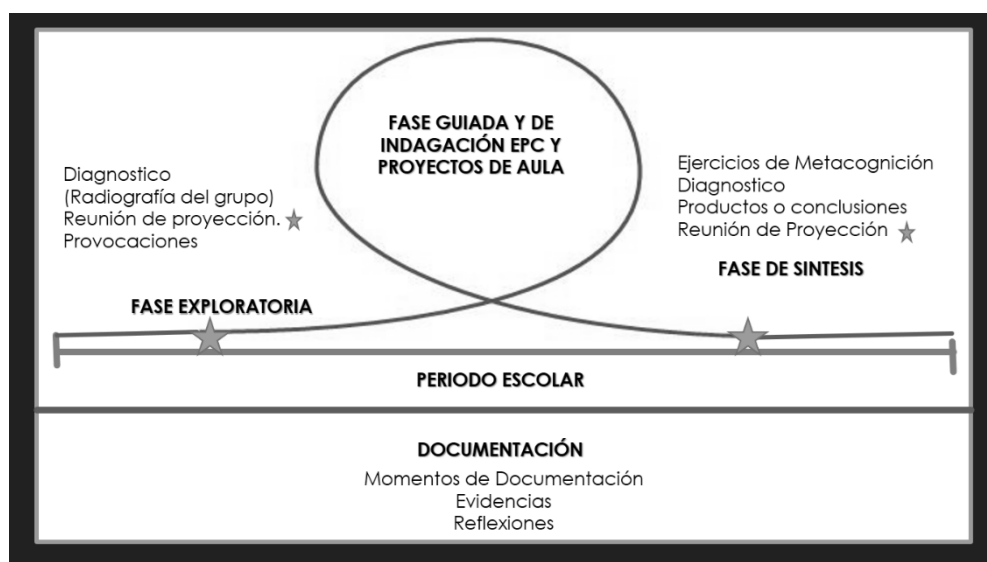 FASE GUIADA Y DE
INDAGACIÓN EPC Y
PROYECTOS DE AULA
Diagnostico
(Radiografía del grupo)
Reunión de proyección.
Provocaciones
FASE EXPLORATORIA
Ejercicios de Metacognición
Diagnostico
Productos o conclusiones
Reunión de Proyección
FASE DE SINTESIS
PERIODO ESCOLAR
DOCUMENTACIÓN
Momentos de Documentación
Evidencias
Reflexiones